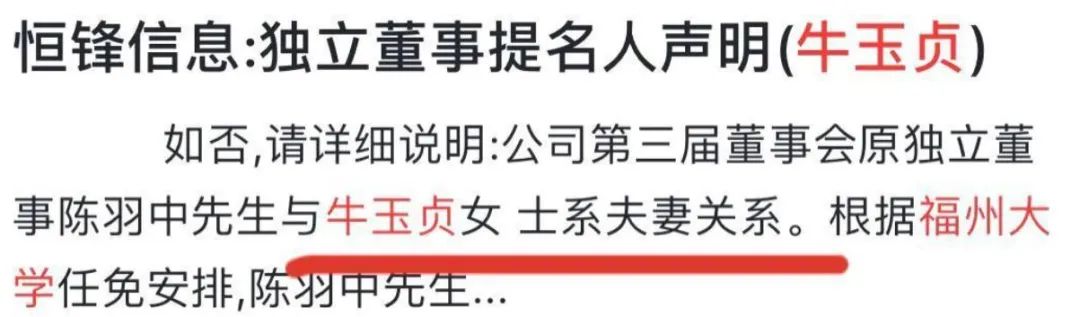 恒锋信息:独立董事提名人声明(牛玉贞)
如否,请详细说明:公司第三届董事会原独立董
事陈羽中先生与牛玉贞女 士系夫妻关系。根据福州大
学任免安排,陈羽中先生...